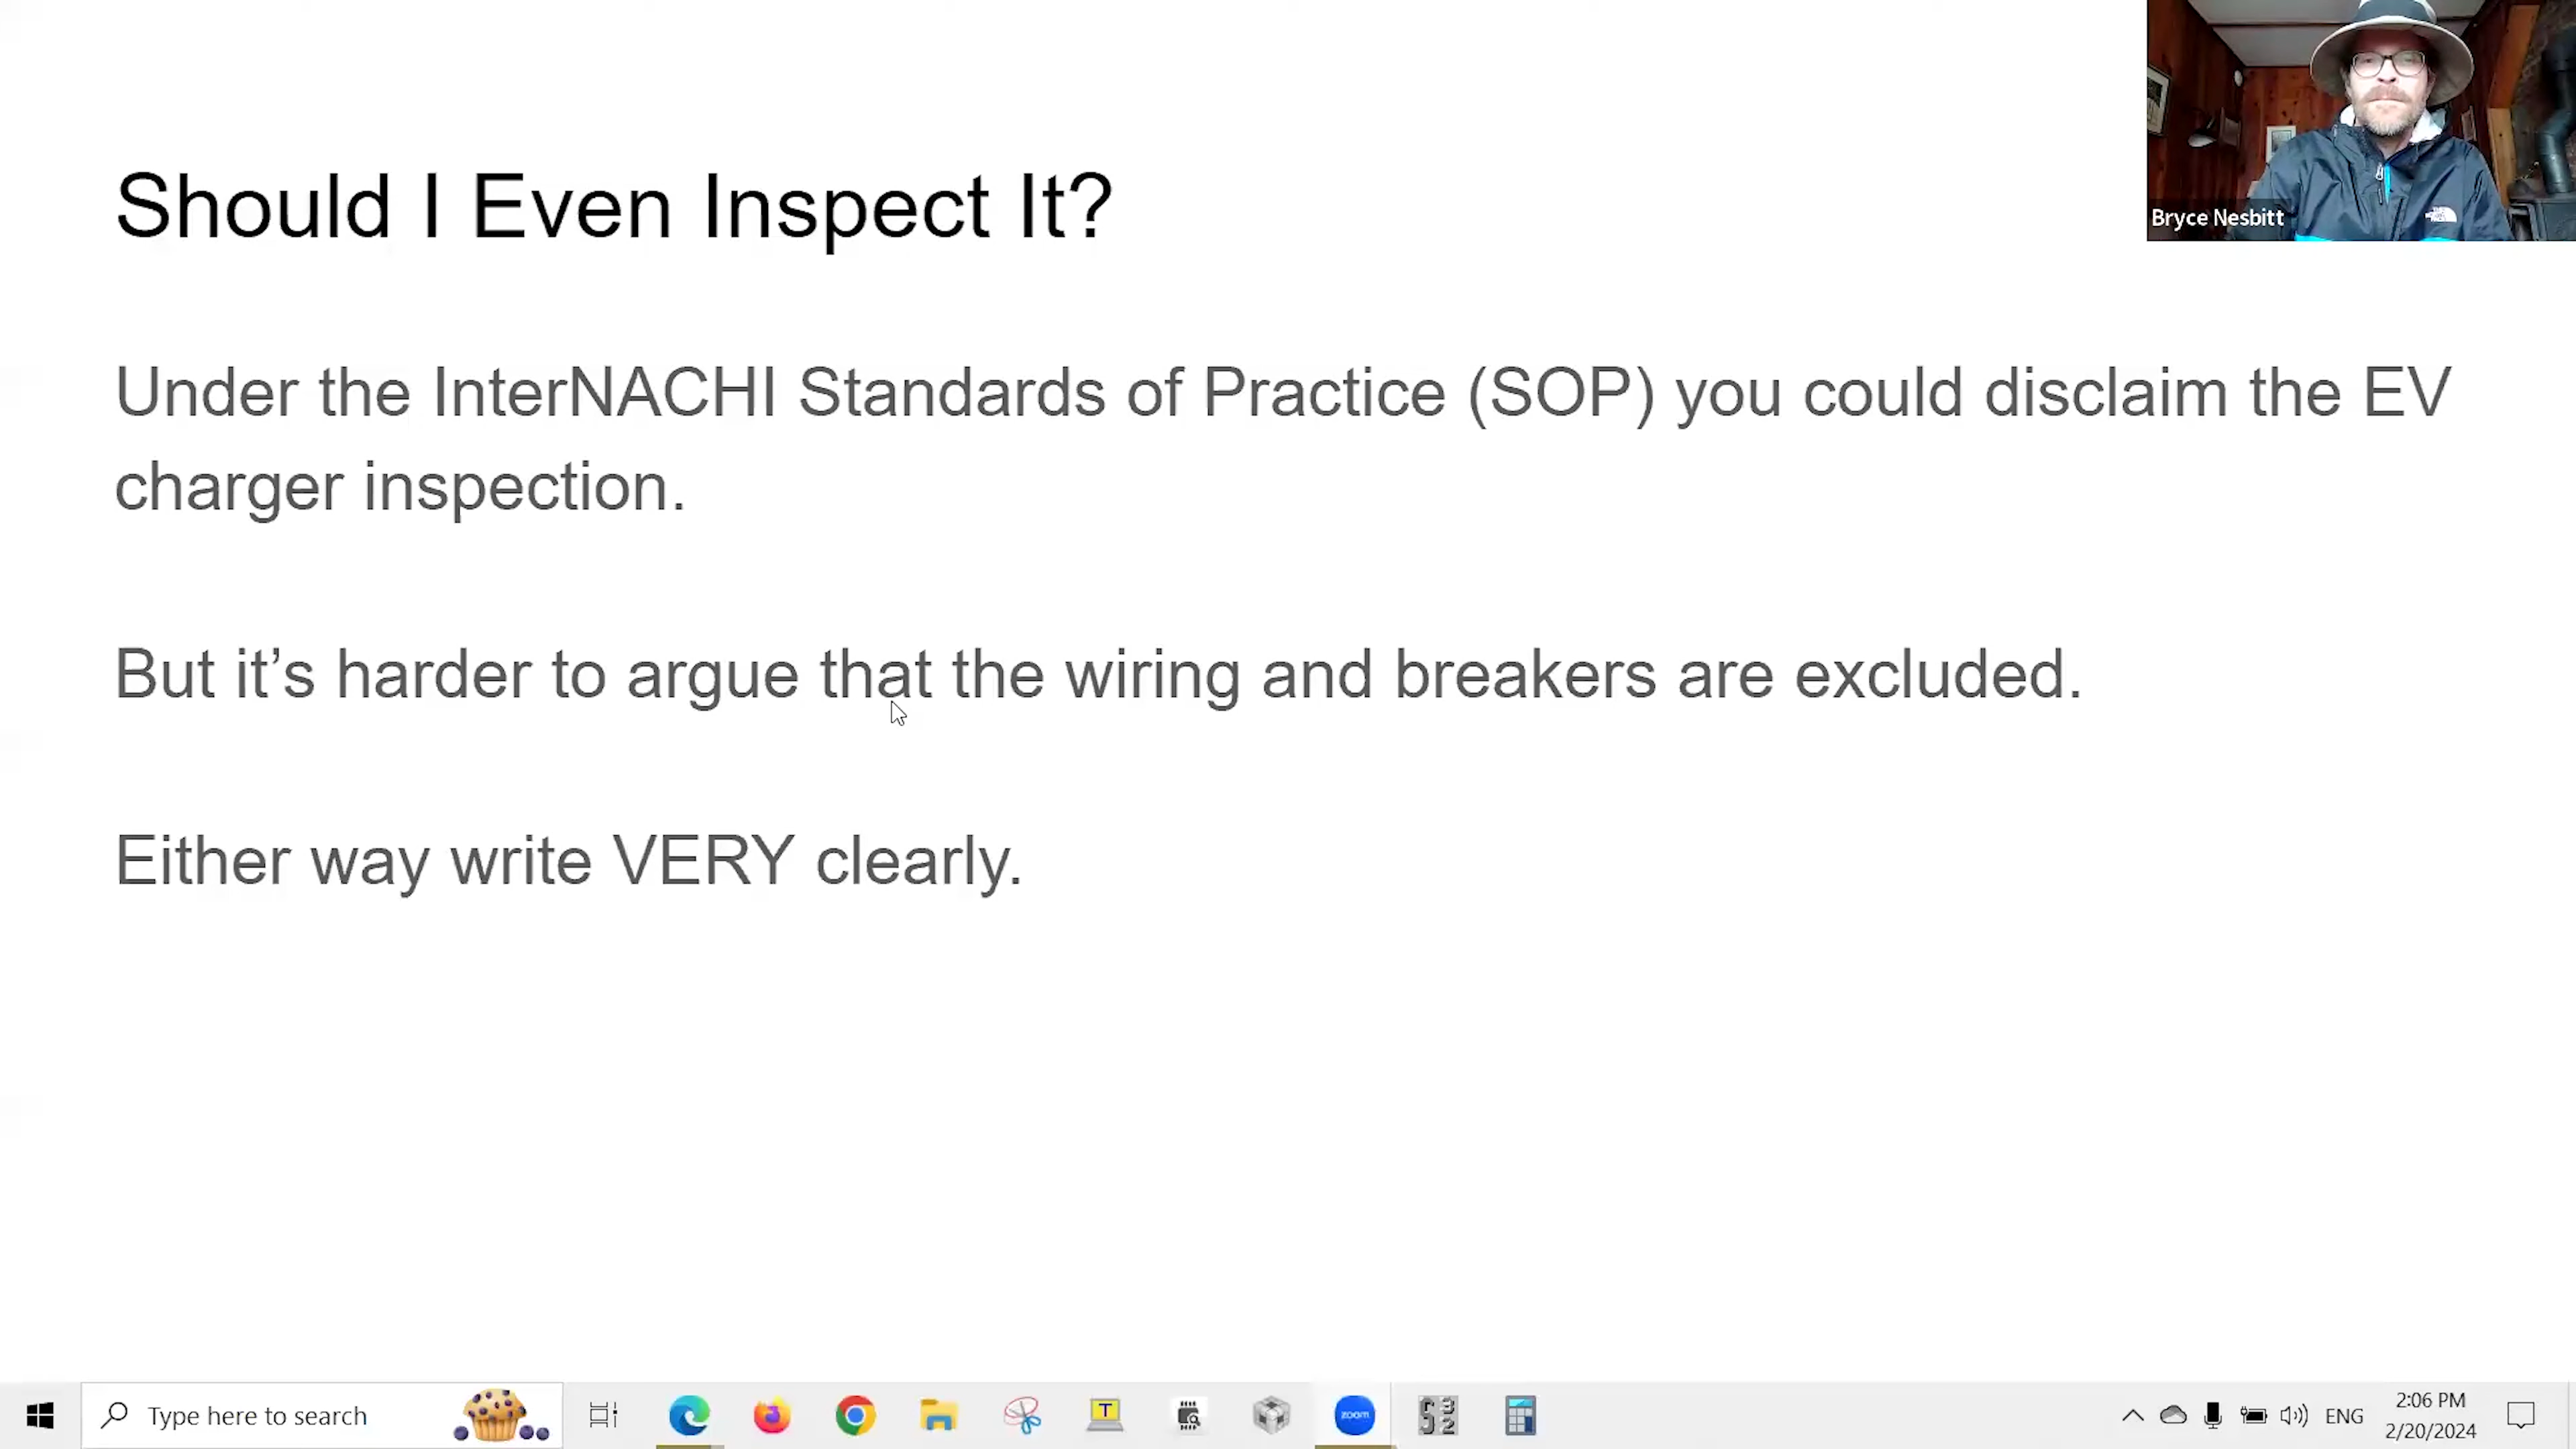 Should I Even Inspect It?
Bryce Nesbitt
Under the InterNACHI Standards of Practice (SOP) you could disclaim the EV
charger inspection.
But it’s harder to argue that the wiring and breakers are excluded.
Either way write VERY clearly.
Type here to search
T
zoom
S32
ENG
2:06 PM
2/20/2024